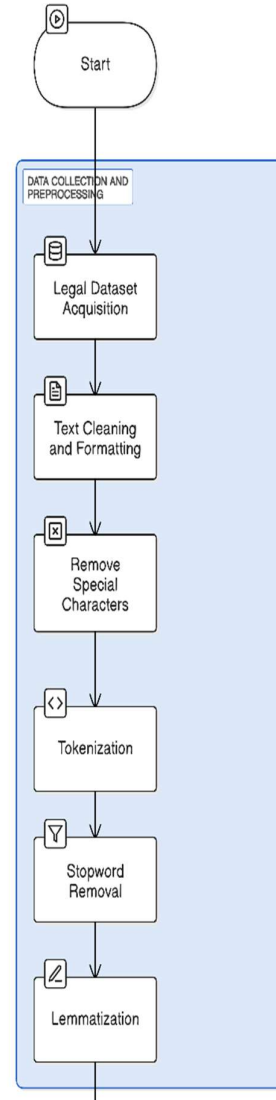 Start
DATA COLLECTION AND
PREPROCESSING
Legal Dataset
Acquisition
Text Cleaning
and Formatting
Remove
Special
Characters
Tokenization
Stopword
Removal
Lemmatization